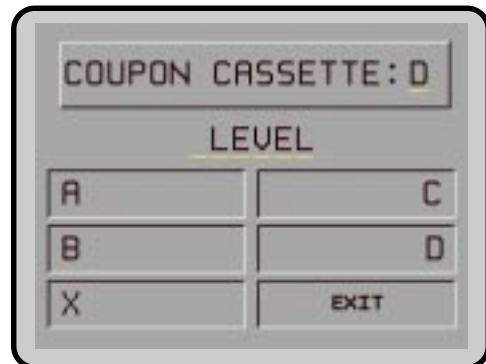 COUPON CASSETTE: D
LEVEL
A C
B D
X EXIT